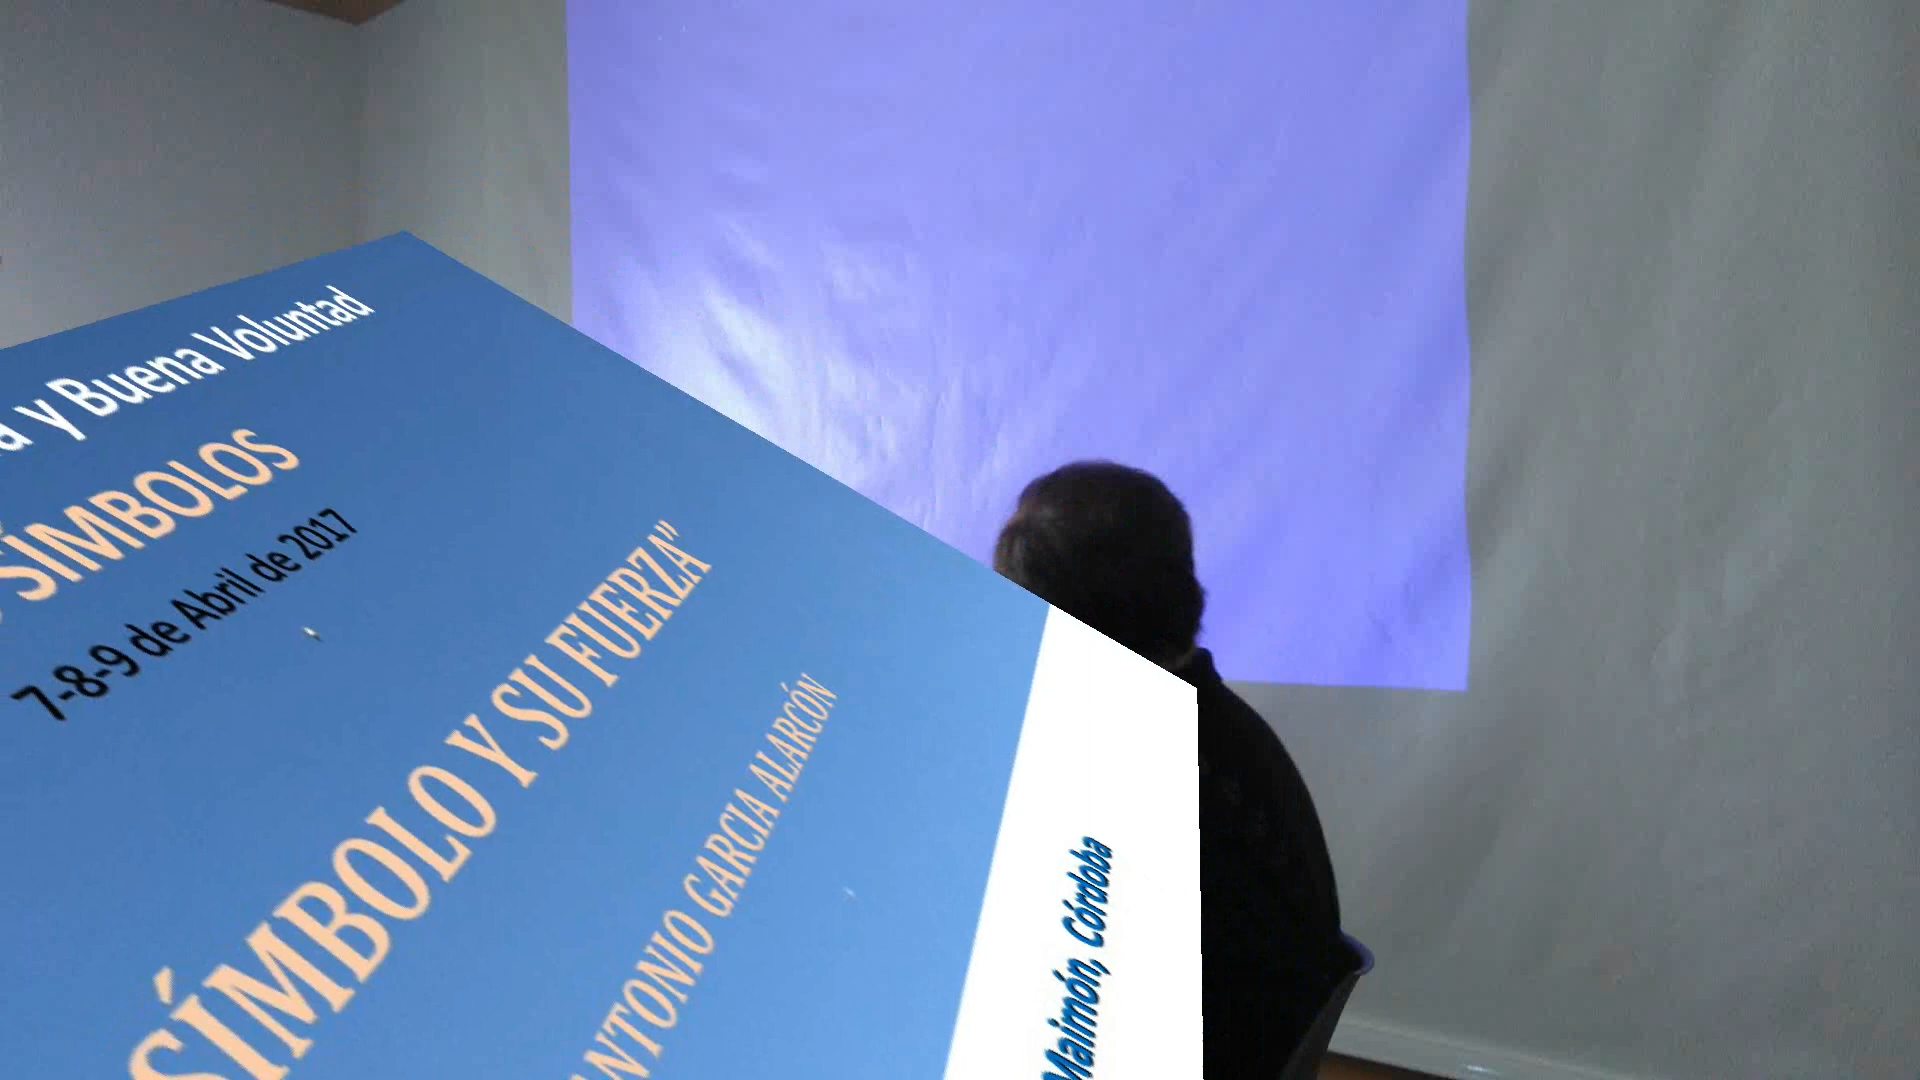 y Buena Voluntad
SÍMBOLOS
7-8-9 de Abril de 2017
SÍMBOLO Y SU FUERZA"
ANTONIO GARCIA ALARCÓN
Maimón, Córdoba